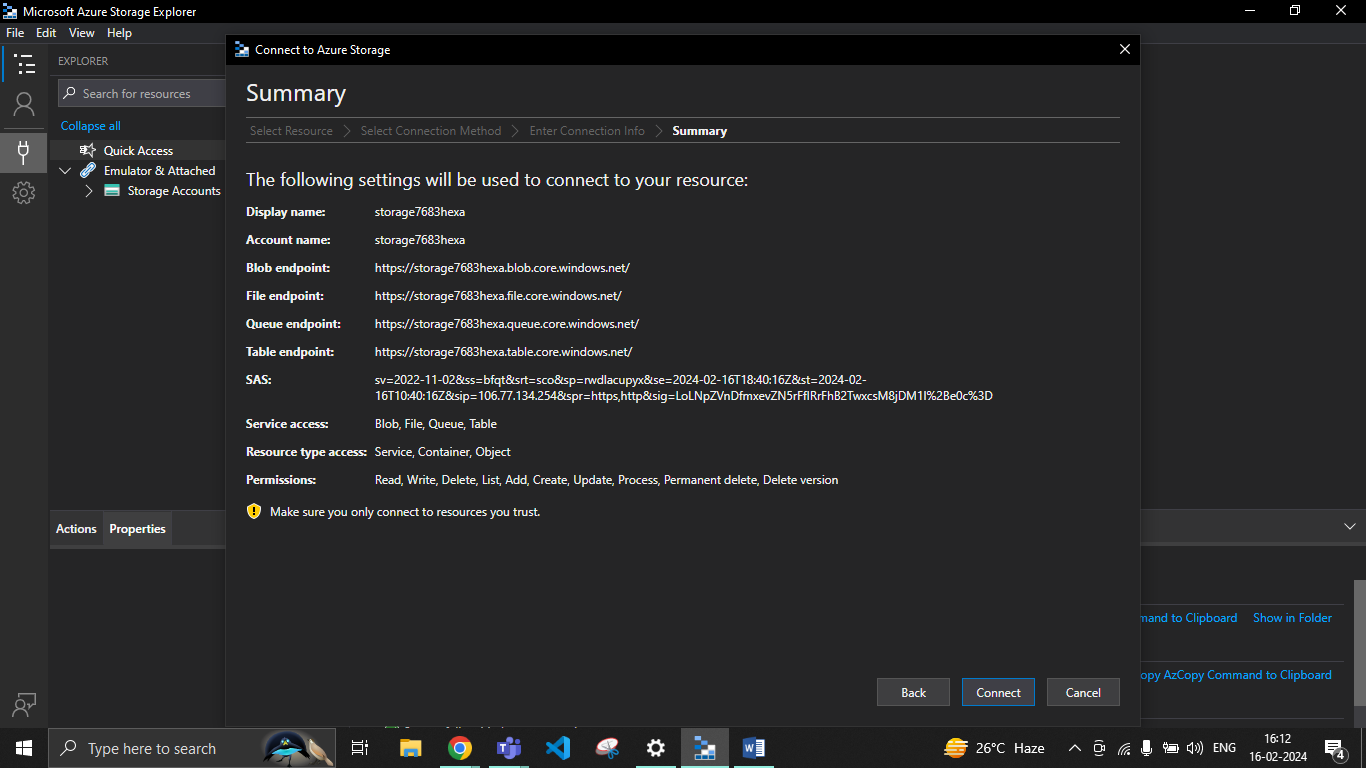 Microsoft Azure Storage Explorer
File Edit View Help
EXPLORER
Search for resources
Collapse all
Quick Access
Emulator & Attached
Storage Accounts
Connect to Azure Storage
Summary
Select Resource Select Connection Method Enter Connection Info Summary
The following settings will be used to connect to your resource:
Display name: storage7683hexa
Account name: storage7683hexa
Blob endpoint: https://storage7683hexa.blob.core.windows.net/
File endpoint: https://storage7683hexa.file.core.windows.net/
Queue endpoint: https://storage7683hexa.queue.core.windows.net/
Table endpoint: https://storage7683hexa.table.core.windows.net/
SAS: sv=2022-11-02&ss=bfqt&srt=sco&sp=rwdlacupyx&se=2024-02-16T18:40:16Z&st=2024-02-
16T10:40:16Z&sip=106.77.134.254&spr=https,http&sig=LoLNpZVnDfmxevZN5rFflRrFhB2TwxcsM8jDM1I%2Be0c%3D
Service access: Blob, File, Queue, Table
Resource type access: Service, Container, Object
Permissions: Read, Write, Delete, List, Add, Create, Update, Process, Permanent delete, Delete version
Make sure you only connect to resources you trust.
Actions Properties
mand to Clipboard Show in Folder
opy AzCopy Command to Clipboard
Back Connect Cancel
Type here to search
26°C Haze
ENG
16:12
16-02-2024
4